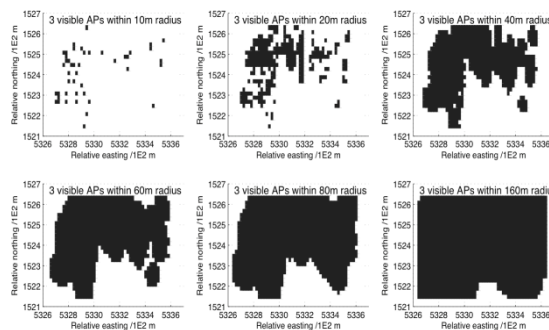 3 visible APs within 10m radius
3 visible APs within 20m radius
3 visible APs within 40m radius
1527
1526
1525
1524
1523
1522
1521
Relative northing /1E2 m
5326 5328 5330 5332 5334 5336
Relative easting /1E2 m
1527
1526
1525
1524
1523
1522
1521
Relative northing /1E2 m
5326 5328 5330 5332 5334 5336
Relative easting /1E2 m
1527
1526
1525
1524
1523
1522
1521
Relative northing /1E2 m
5326 5328 5330 5332 5334 5336
Relative easting /1E2 m
3 visible APs within 60m radius
3 visible APs within 80m radius
3 visible APs within 160m radius
1527
1526
1525
1524
1523
1522
1521
Relative northing /1E2 m
5326 5328 5330 5332 5334 5336
Relative easting /1E2 m
1527
1526
1525
1524
1523
1522
1521
Relative northing /1E2 m
5326 5328 5330 5332 5334 5336
Relative easting /1E2 m
1527
1526
1525
1524
1523
1522
1521
Relative northing /1E2 m
5326 5328 5330 5332 5334 5336
Relative easting /1E2 m